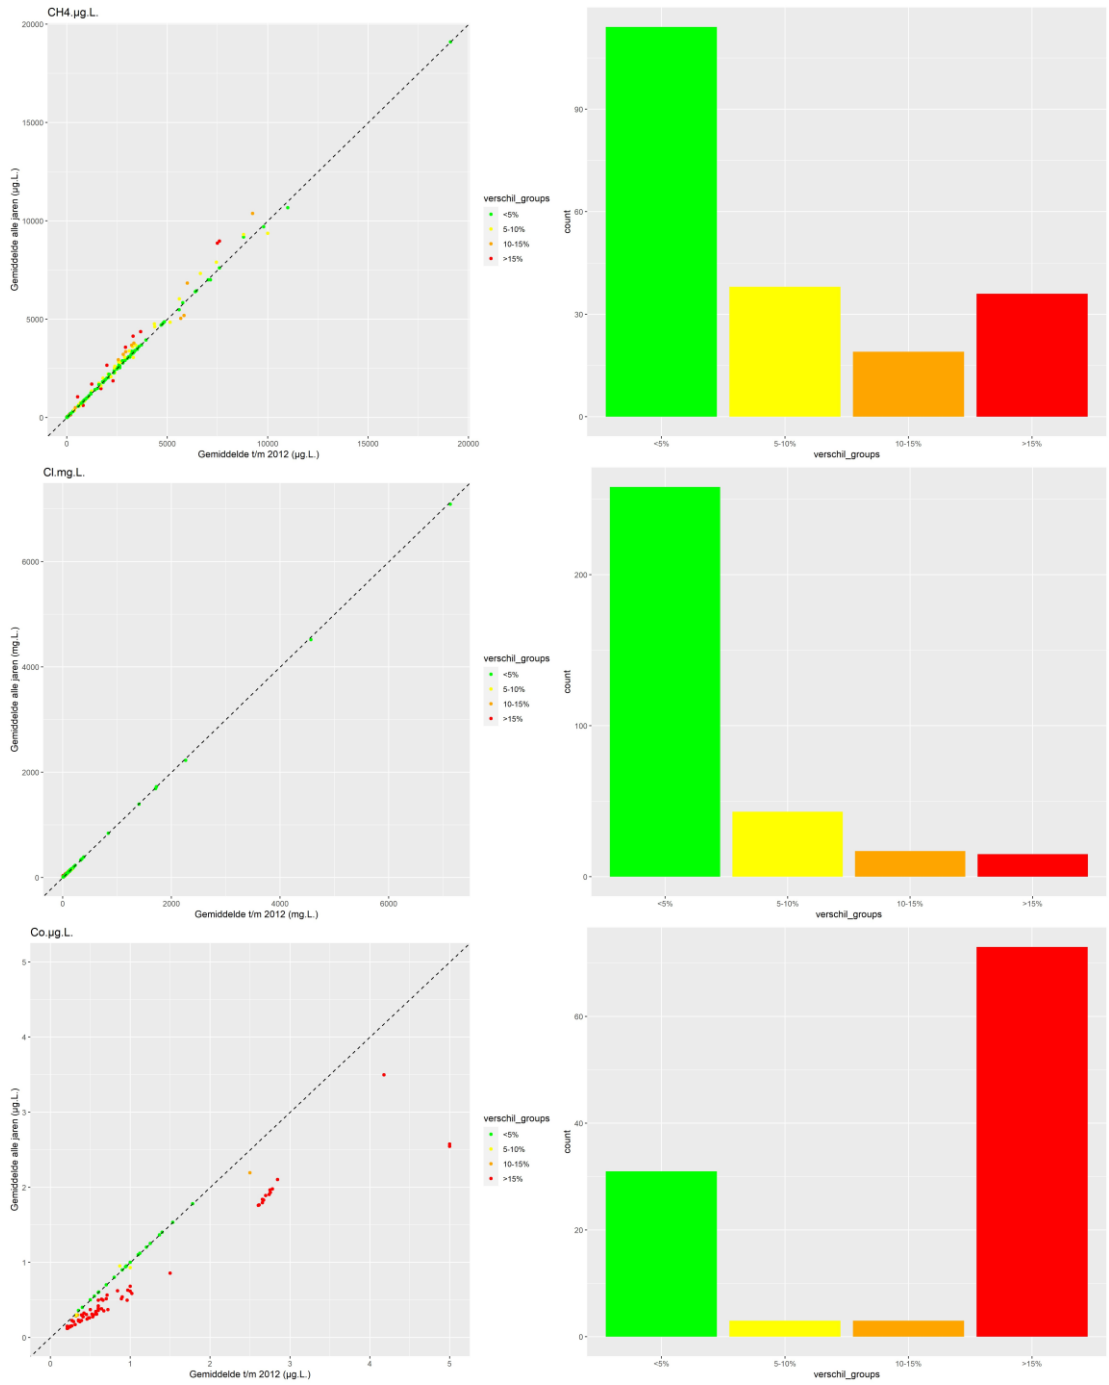 CH4.µg.L.
20000
15000
10000
5000
0
Gemiddelde alle jaren (µg.L.)
0 5000 10000 15000 20000
Gemiddelde t/m 2012 (µg.L.)
verschil_groups
<5%
5-10%
10-15%
>15%
90
60
30
0
count
<5% 5-10% 10-15% >15%
verschil_groups
Cl.mg.L.
6000
4000
2000
0
Gemiddelde alle jaren (mg.L.)
0 2000 4000 6000
Gemiddelde t/m 2012 (mg.L.)
verschil_groups
<5%
5-10%
10-15%
>15%
200
100
0
count
<5% 5-10% 10-15% >15%
verschil_groups
Co.µg.L.
5
4
3
2
1
0
Gemiddelde alle jaren (µg.L.)
0 1 2 3 4 5
Gemiddelde t/m 2012 (µg.L.)
verschil_groups
<5%
5-10%
10-15%
>15%
60
40
20
0
count
<5% 5-10% 10-15% >15%
verschil_groups